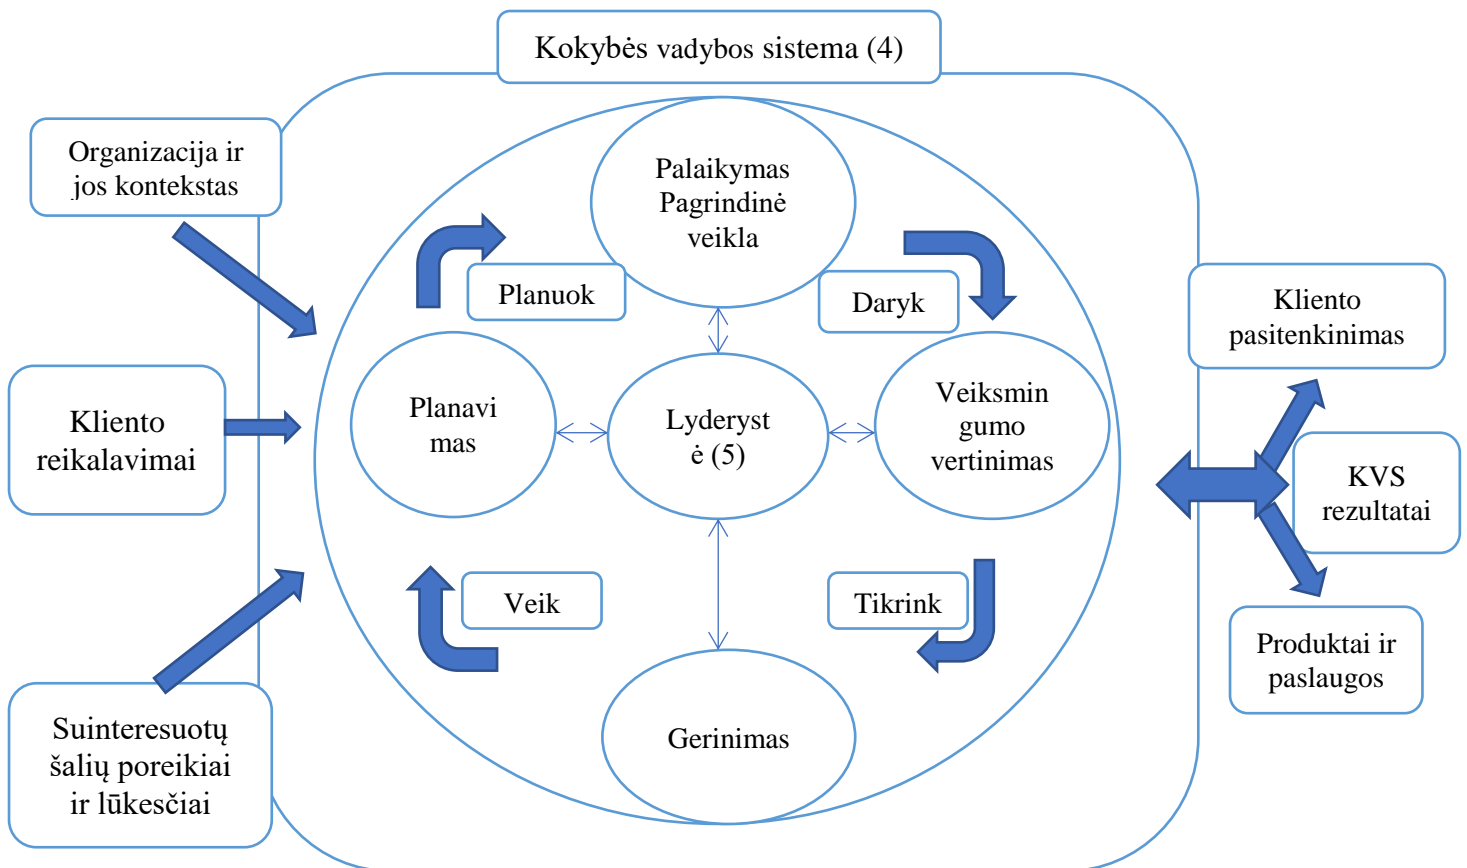 Kokybės vadybos sistema (4)
Organizacija ir
jos kontekstas
Palaikymas
Pagrindinė
veikla
Planuok
Daryk
Kliento
pasitenkinimas
Kliento
reikalavimai
Planavi
mas
Lyderyst
ė (5)
Veiksmin
gumo
vertinimas
KVS
rezultatai
Veik
Tikrink
Suinteresuotų
šalių poreikiai
ir lūkesčiai
Gerinimas
Produktai ir
paslaugos